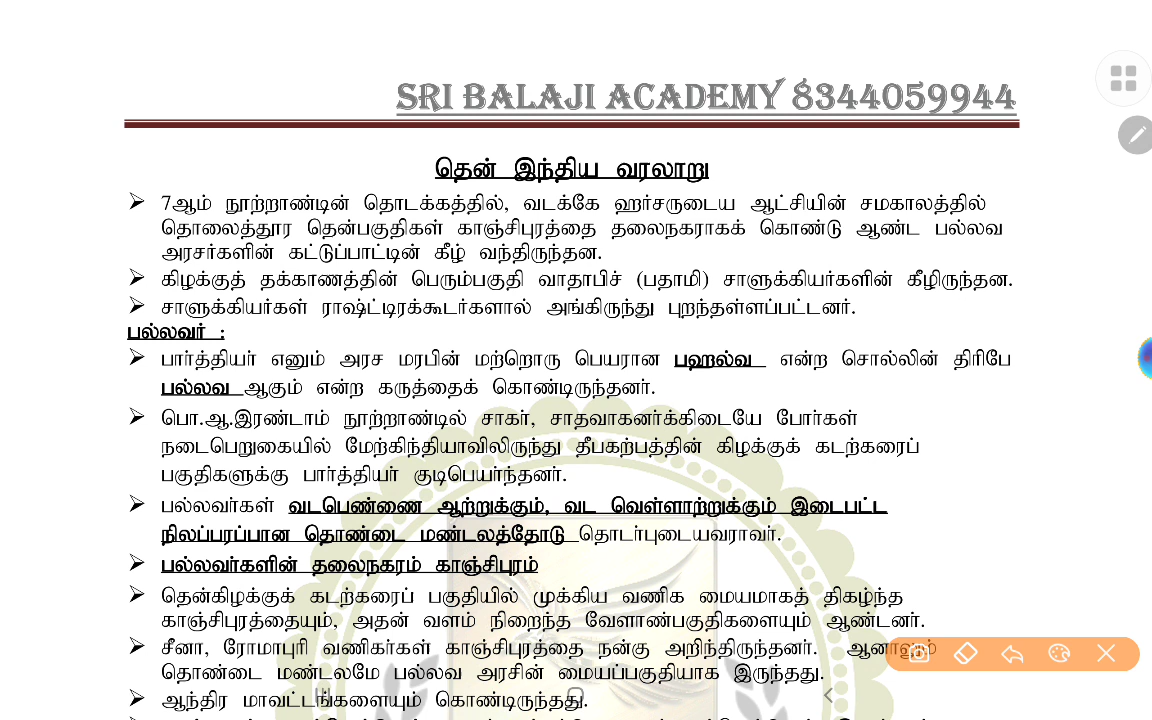 SRI BALAJI ACADEMY 8344059944
தென் இந்திய வரலாறு
➢ 7ஆம் நூற்றாண்டின் தொடக்கத்தில், வடக்கே ஹர்சருடைய ஆட்சியின் சமகாலத்தில்
தொலைத்தூர தென்பகுதிகள் காஞ்சிபுரத்தை தலைநகராகக் கொண்டு ஆண்ட பல்லவ
அரசர்களின் கட்டுப்பாட்டின் கீழ் வந்திருந்தன.
➢ கிழக்குத் தக்காணத்தின் பெரும்பகுதி வாதாபிச் (பதாமி) சாளுக்கியர்களின் கீழிருந்தன.
➢ சாளுக்கியர்கள் ராஷ்ட்டிரக்கூடர்களால் அங்கிருந்து புறந்தள்ளப்பட்டனர்.
பல்லவர் :
➢ பார்த்தியர் எனும் அரச மரபின் மற்றொரு பெயரான பஹல்வ என்ற சொல்லின் திரிபே
பல்லவ ஆகும் என்ற கருத்தைக் கொண்டிருந்தனர்.
➢ பொ.ஆ.இரண்டாம் நூற்றாண்டில் சாகர், சாதவாகனர்க்கிடையே போர்கள்
நடைபெறுகையில் மேற்கிந்தியாவிலிருந்து தீபகற்பத்தின் கிழக்குக் கடற்கரைப்
பகுதிகளுக்கு பார்த்தியர் குடிபெயர்ந்தனர்.
➢ பல்லவர்கள் வடபெண்ணை ஆற்றுக்கும், வட வெள்ளாற்றுக்கும் இடைபட்ட
நிலப்பரப்பான தொண்டை மண்டலத்தோடு தொடர்புடையவராவர்.
➢ பல்லவர்களின் தலைநகரம் காஞ்சிபுரம்
➢ தென்கிழக்குக் கடற்கரைப் பகுதியில் முக்கிய வணிக மையமாகத் திகழ்ந்த
காஞ்சிபுரத்தையும், அதன் வளம் நிறைந்த வேளாண்பகுதிகளையும் ஆண்டனர்.
➢ சீனா, ரோமாபுரி வணிகர்கள் காஞ்சிபுரத்தை நன்கு அறிந்திருந்தனர். ஆனாலும்
தொண்டை மண்டலமே பல்லவ அரசின் மையப்பகுதியாக இருந்தது.
➢ ஆந்திர மாவட்டங்களையும் கொண்டிருந்தது.